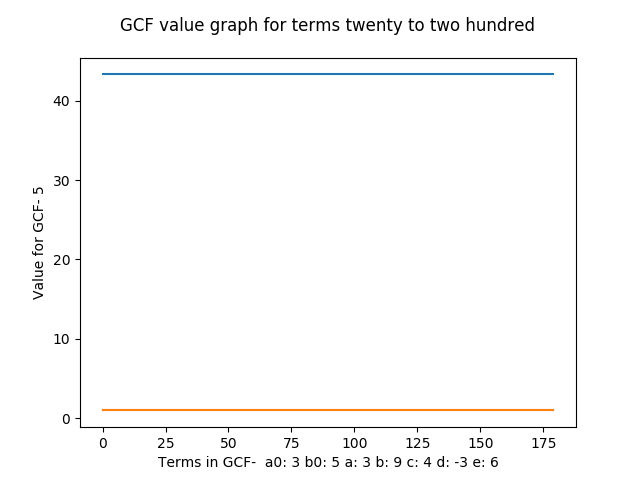 GCF value graph for terms twenty to two hundred
40
30
20
10
0
Value for GCF- 5
0 25 50 75 100 125 150 175
Terms in GCF-  a0: 3 b0: 5 a: 3 b: 9 c: 4 d: -3 e: 6